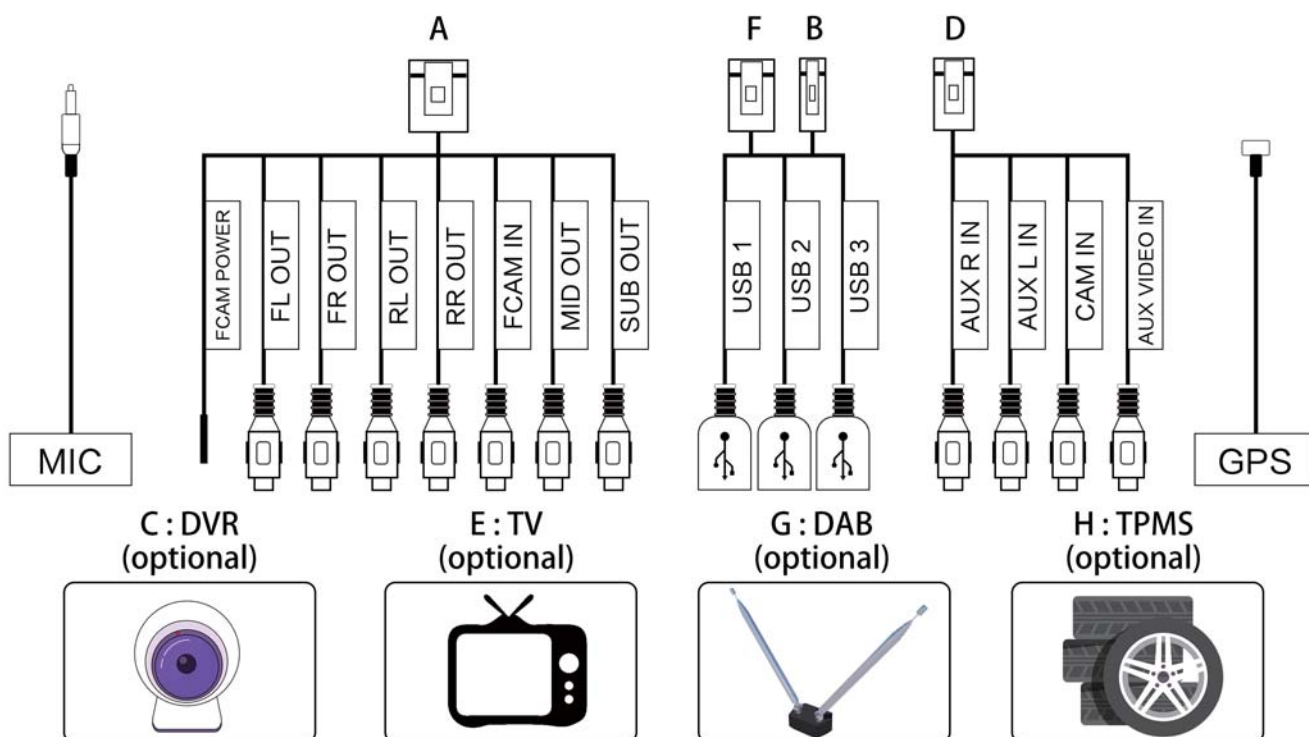 A
F
B
D
FCAM POWER
FL OUT
FR OUT
RL OUT
RR OUT
FCAM IN
MID OUT
SUB OUT
USB 1
USB 2
USB 3
AUX R IN
AUX L IN
CAM IN
AUX VIDEO IN
MIC
GPS
C : DVR
(optional)
E : TV
(optional)
G : DAB
(optional)
H : TPMS
(optional)